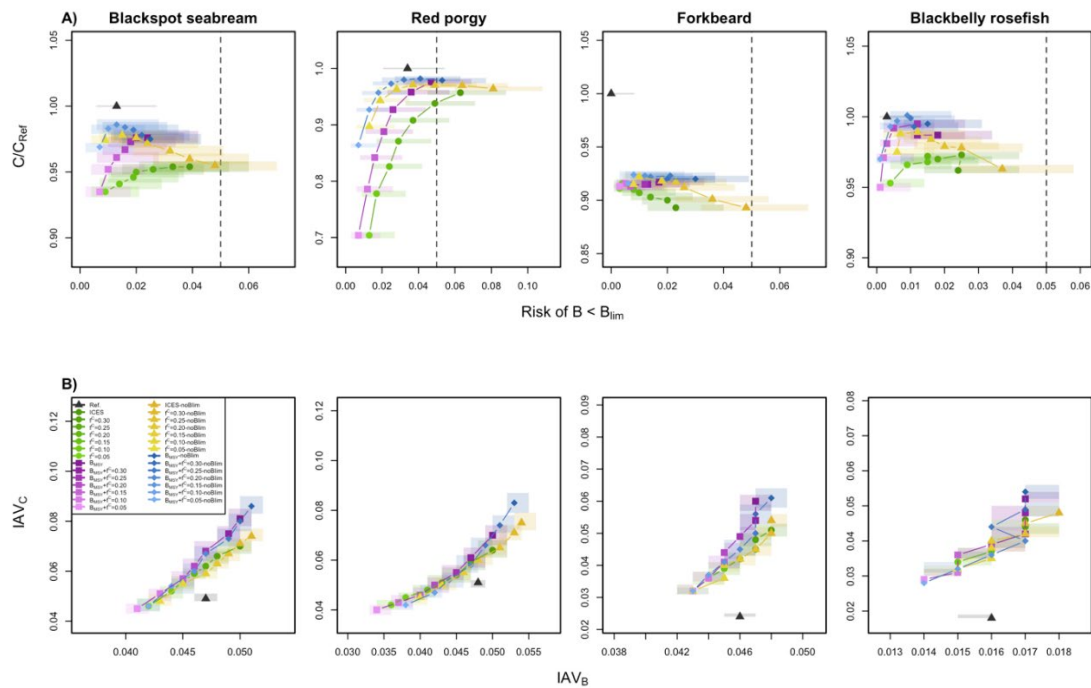 Blackspot seabream
Red porgy
Forkbeard
Blackbelly rosefish
A)
C/C_Ref
1.05
1.00
0.95
0.90
0.00 0.02 0.04 0.06
1.0
0.9
0.8
0.7
0.00 0.02 0.04 0.06 0.08 0.10
1.05
1.00
0.95
0.90
0.85
0.00 0.02 0.04 0.06
1.05
1.00
0.95
0.90
0.00 0.01 0.02 0.03 0.04 0.05 0.06
Risk of B < B_lim
B)
IAV_C
0.12
0.10
0.08
0.06
0.04
0.040 0.045 0.050
Ref.
ICES
f^C=0.30
f^C=0.25
f^C=0.20
f^C=0.15
f^C=0.10
f^C=0.05
B_MSY
B_MSY+f^C=0.30
B_MSY+f^C=0.25
B_MSY+f^C=0.20
B_MSY+f^C=0.15
B_MSY+f^C=0.10
B_MSY+f^C=0.05
ICES-noBlim
f^C=0.30-noBlim
f^C=0.25-noBlim
f^C=0.20-noBlim
f^C=0.15-noBlim
f^C=0.10-noBlim
f^C=0.05-noBlim
B_MSY-noBlim
B_MSY+f^C=0.30-noBlim
B_MSY+f^C=0.25-noBlim
B_MSY+f^C=0.20-noBlim
B_MSY+f^C=0.15-noBlim
B_MSY+f^C=0.10-noBlim
B_MSY+f^C=0.05-noBlim
0.12
0.10
0.08
0.06
0.04
0.030 0.035 0.040 0.045 0.050 0.055
0.10
0.08
0.06
0.04
0.02
0.038 0.042 0.046 0.050
0.08
0.07
0.06
0.05
0.04
0.03
0.02
0.01
0.013 0.014 0.015 0.016 0.017 0.018
IAV_B